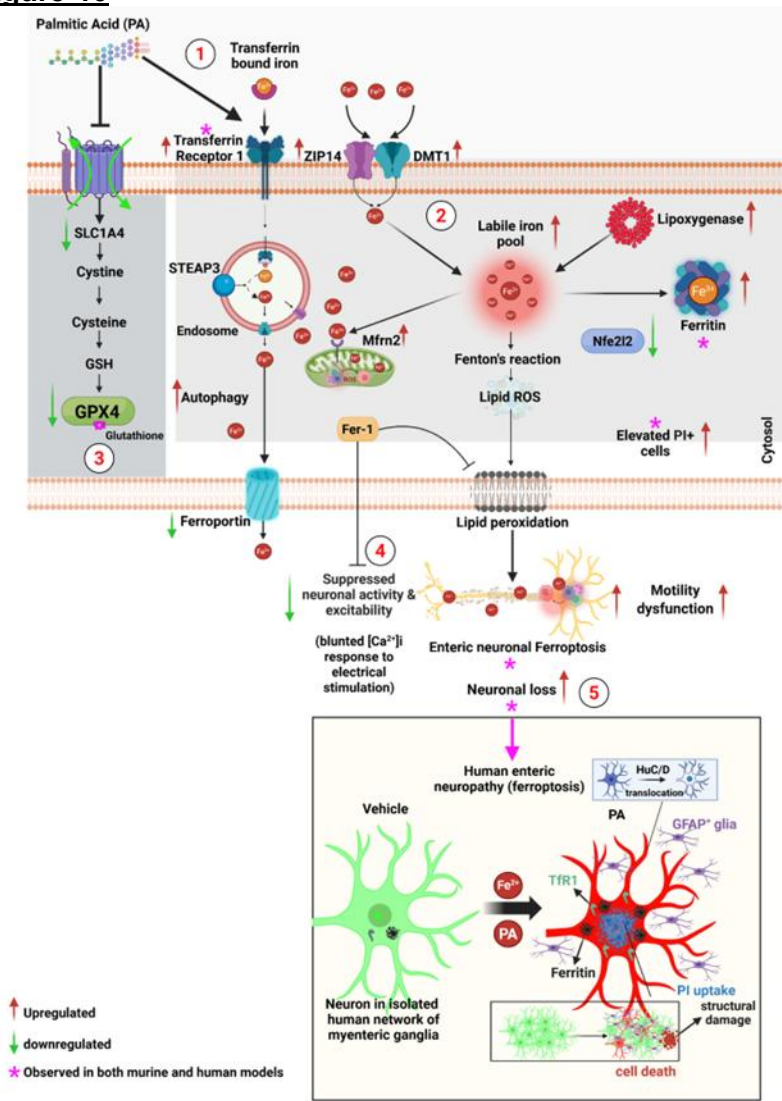 Palmitic Acid (PA)
1
Transferrin
bound iron
Transferrin
Receptor 1
ZIP14
DMT1
2
Labile iron
pool
Lipoxygenase
SLC1A4
Cystine
Cysteine
GSH
GPX4
Glutathione
3
STEAP3
Endosome
Autophagy
Mfrn2
ROS
Fenton's reaction
Lipid ROS
Fe³⁺
Ferritin
Nfe2l2
Elevated PI+
cells
Cytosol
Fer-1
Ferroportin
Lipid peroxidation
4
Suppressed
neuronal activity &
excitability
(blunted [Ca²⁺]i
response to
electrical
stimulation)
Motility
dysfunction
Enteric neuronal Ferroptosis
Neuronal loss
5
Human enteric
neuropathy (ferroptosis)
HuC/D
translocation
Vehicle
PA
GFAP⁺ glia
TfR1
Fe²⁺
PA
Ferritin
PI uptake
structural
damage
Neuron in isolated
human network of
myenteric ganglia
cell death
Upregulated
downregulated
Observed in both murine and human models